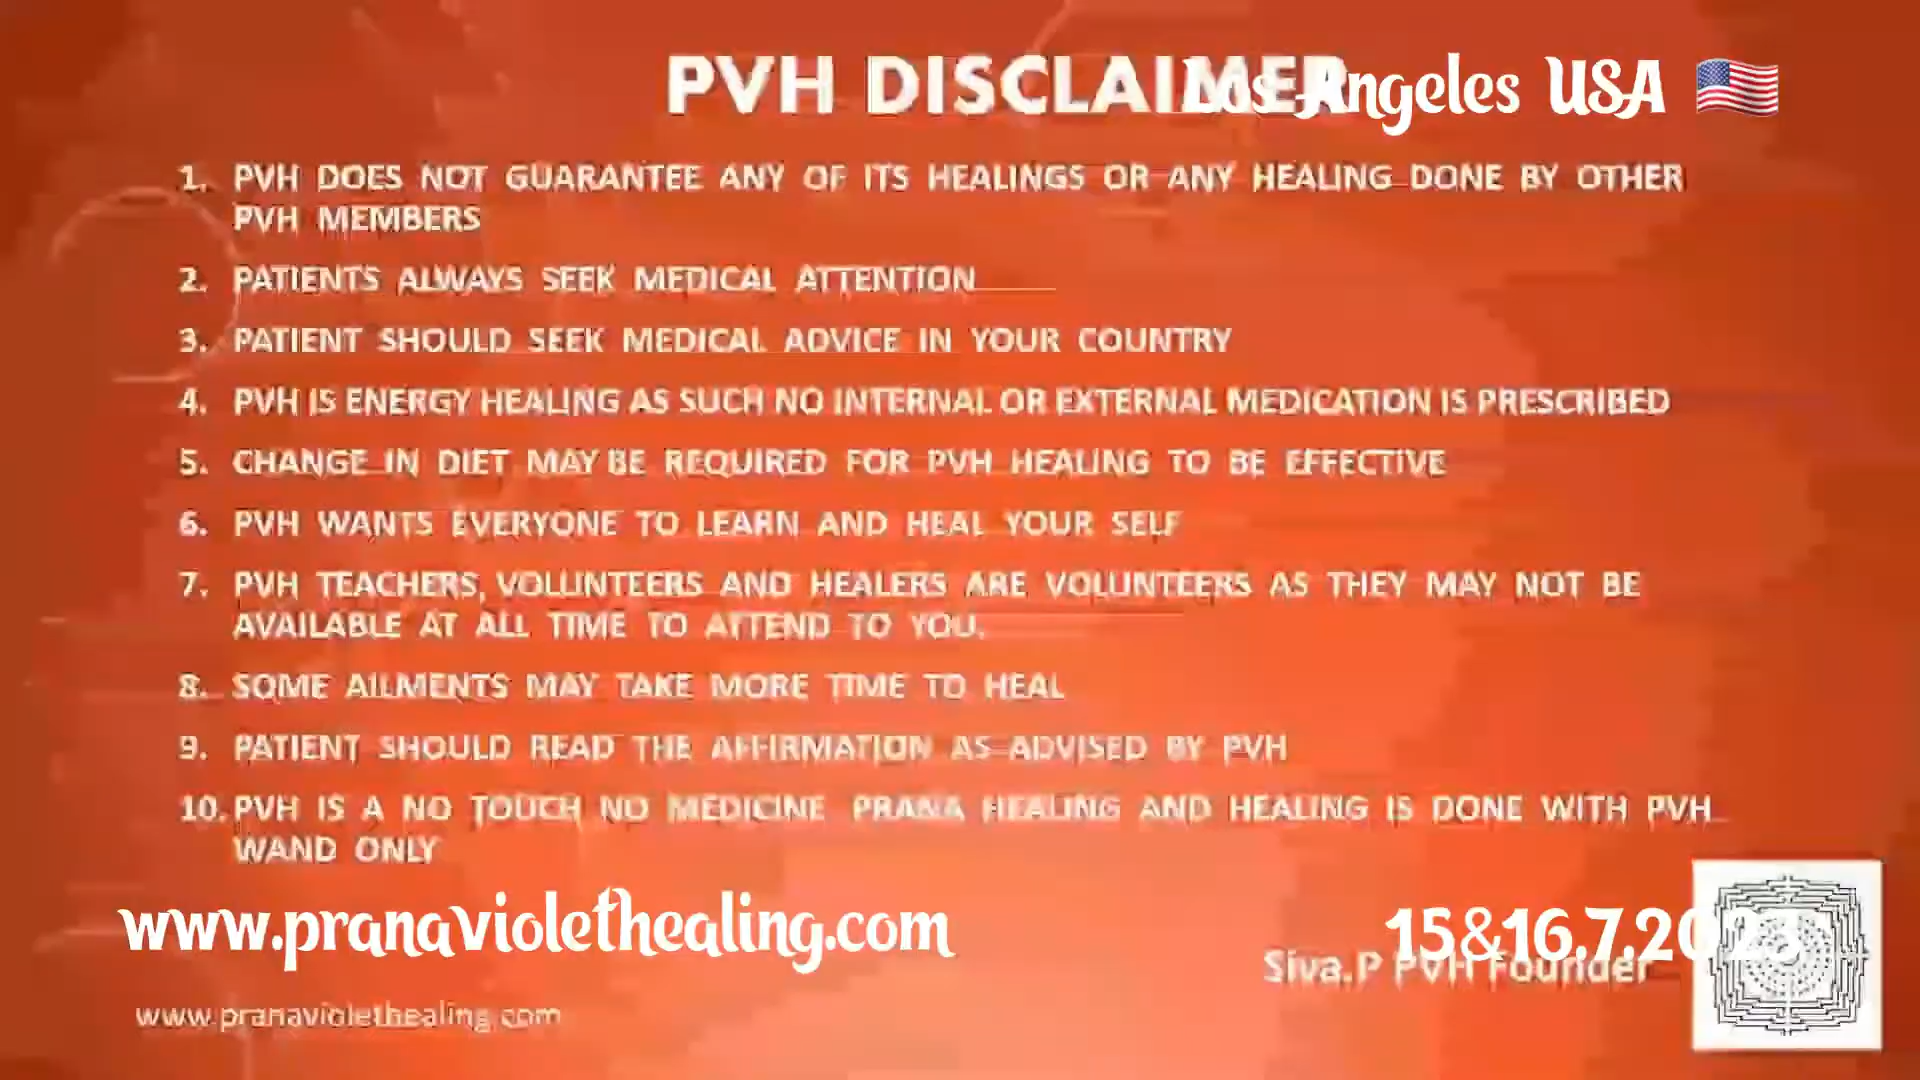 PVH DISCLAIMER
Los Angeles USA
1. PVH DOES NOT GUARANTEE ANY OF ITS HEALINGS OR ANY HEALING DONE BY OTHER
PVH MEMBERS
2. PATIENTS ALWAYS SEEK MEDICAL ATTENTION
3. PATIENT SHOULD SEEK MEDICAL ADVICE IN YOUR COUNTRY
4. PVH IS ENERGY HEALING AS SUCH NO INTERNAL OR EXTERNAL MEDICATION IS PRESCRIBED
5. CHANGE IN DIET MAY BE REQUIRED FOR PVH HEALING TO BE EFFECTIVE
6. PVH WANTS EVERYONE TO LEARN AND HEAL YOUR SELF
7. PVH TEACHERS, VOLUNTEERS AND HEALERS ARE VOLUNTEERS AS THEY MAY NOT BE
AVAILABLE AT ALL TIME TO ATTEND TO YOU.
8. SOME AILMENTS MAY TAKE MORE TIME TO HEAL
9. PATIENT SHOULD READ THE AFFIRMATION AS ADVISED BY PVH
10. PVH IS A NO TOUCH NO MEDICINE PRANA HEALING AND HEALING IS DONE WITH PVH
WAND ONLY
www.pranaviolethealing.com
15&16.7.2023
Siva.P PVH Founder
www.pranaviolethealing.com